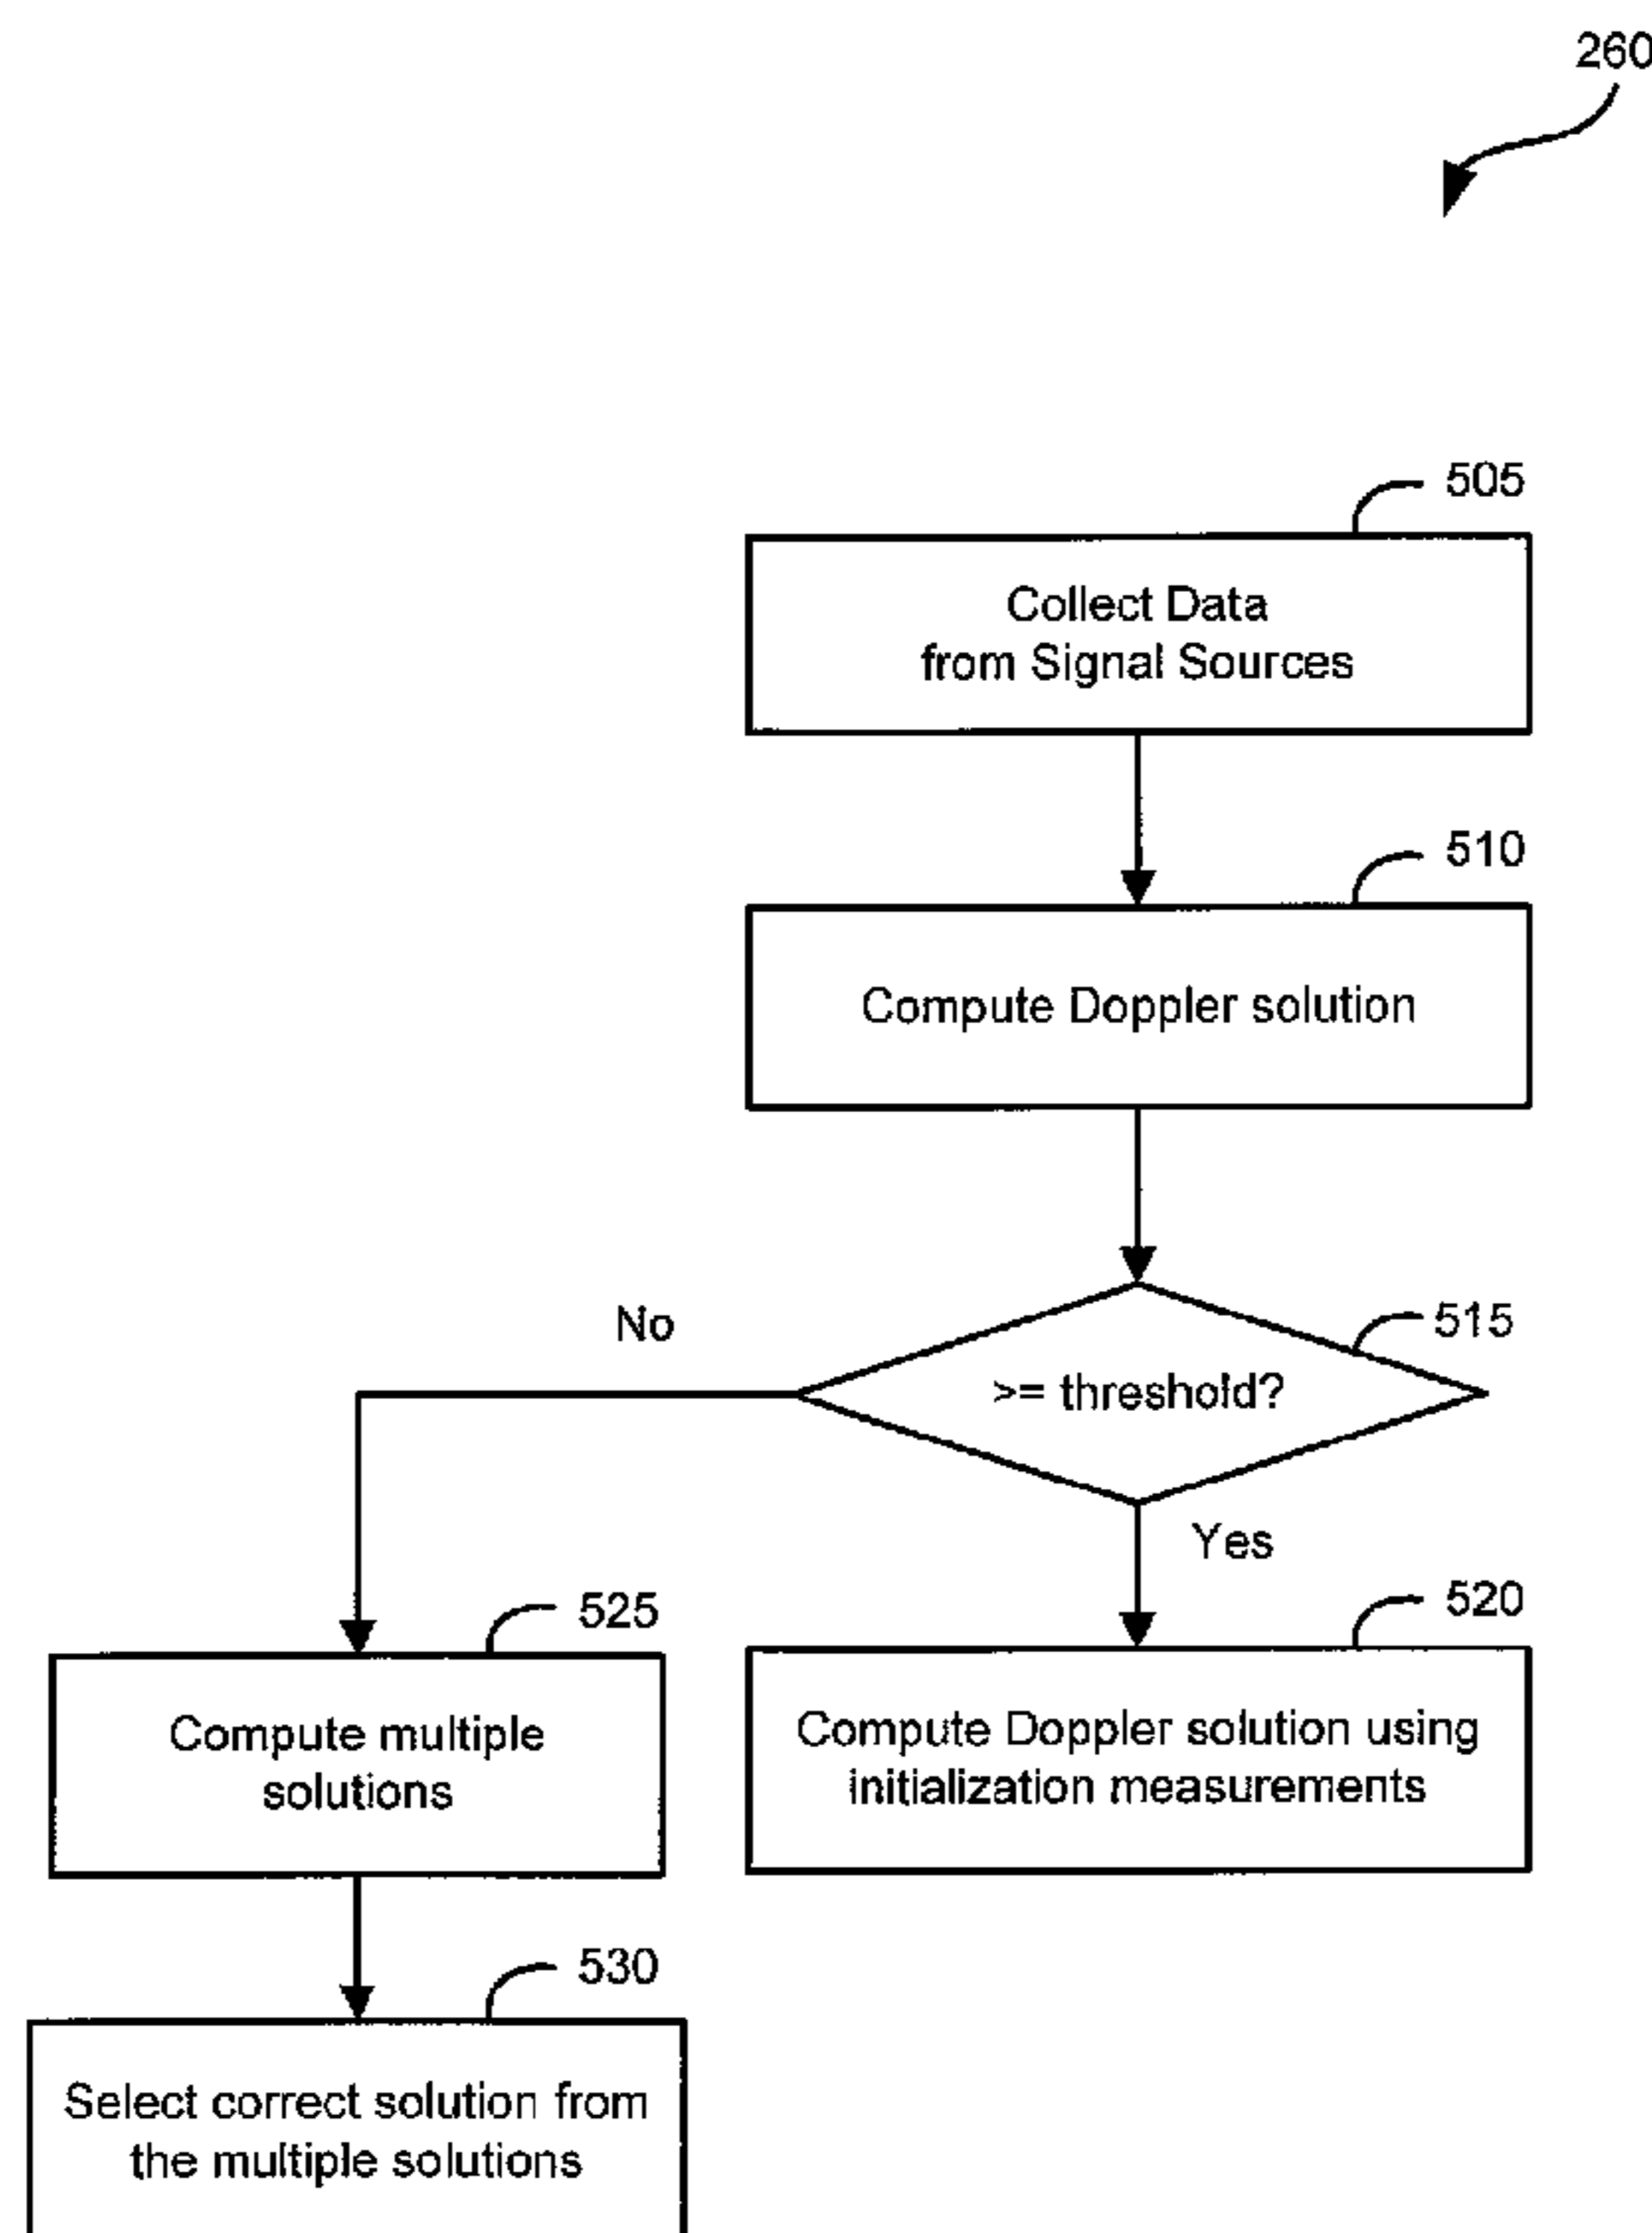 260
505
Collect Data
from Signal Sources
510
Compute Doppler solution
515
>= threshold?
No
Yes
520
Compute Doppler solution using
initialization measurements
525
Compute multiple
solutions
530
Select correct solution from
the multiple solutions